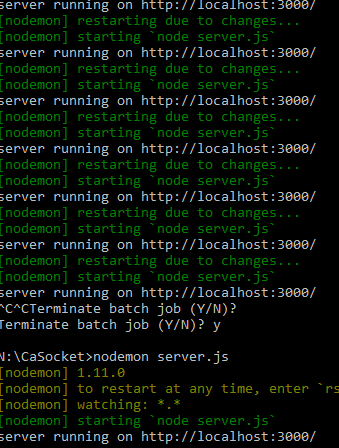 server running on http://localhost:3000/
[nodemon] restarting due to changes...
[nodemon] starting `node server.js`
server running on http://localhost:3000/
[nodemon] restarting due to changes...
[nodemon] starting `node server.js`
server running on http://localhost:3000/
[nodemon] restarting due to changes...
[nodemon] starting `node server.js`
server running on http://localhost:3000/
[nodemon] restarting due to changes...
[nodemon] starting `node server.js`
server running on http://localhost:3000/
[nodemon] restarting due to changes...
[nodemon] starting `node server.js`
server running on http://localhost:3000/
[nodemon] restarting due to changes...
[nodemon] starting `node server.js`
server running on http://localhost:3000/
^C^CTerminate batch job (Y/N)?
Terminate batch job (Y/N)? y
N:\CaSocket>nodemon server.js
[nodemon] 1.11.0
[nodemon] to restart at any time, enter `rs
[nodemon] watching: *.*
[nodemon] starting `node server.js`
server running on http://localhost:3000/